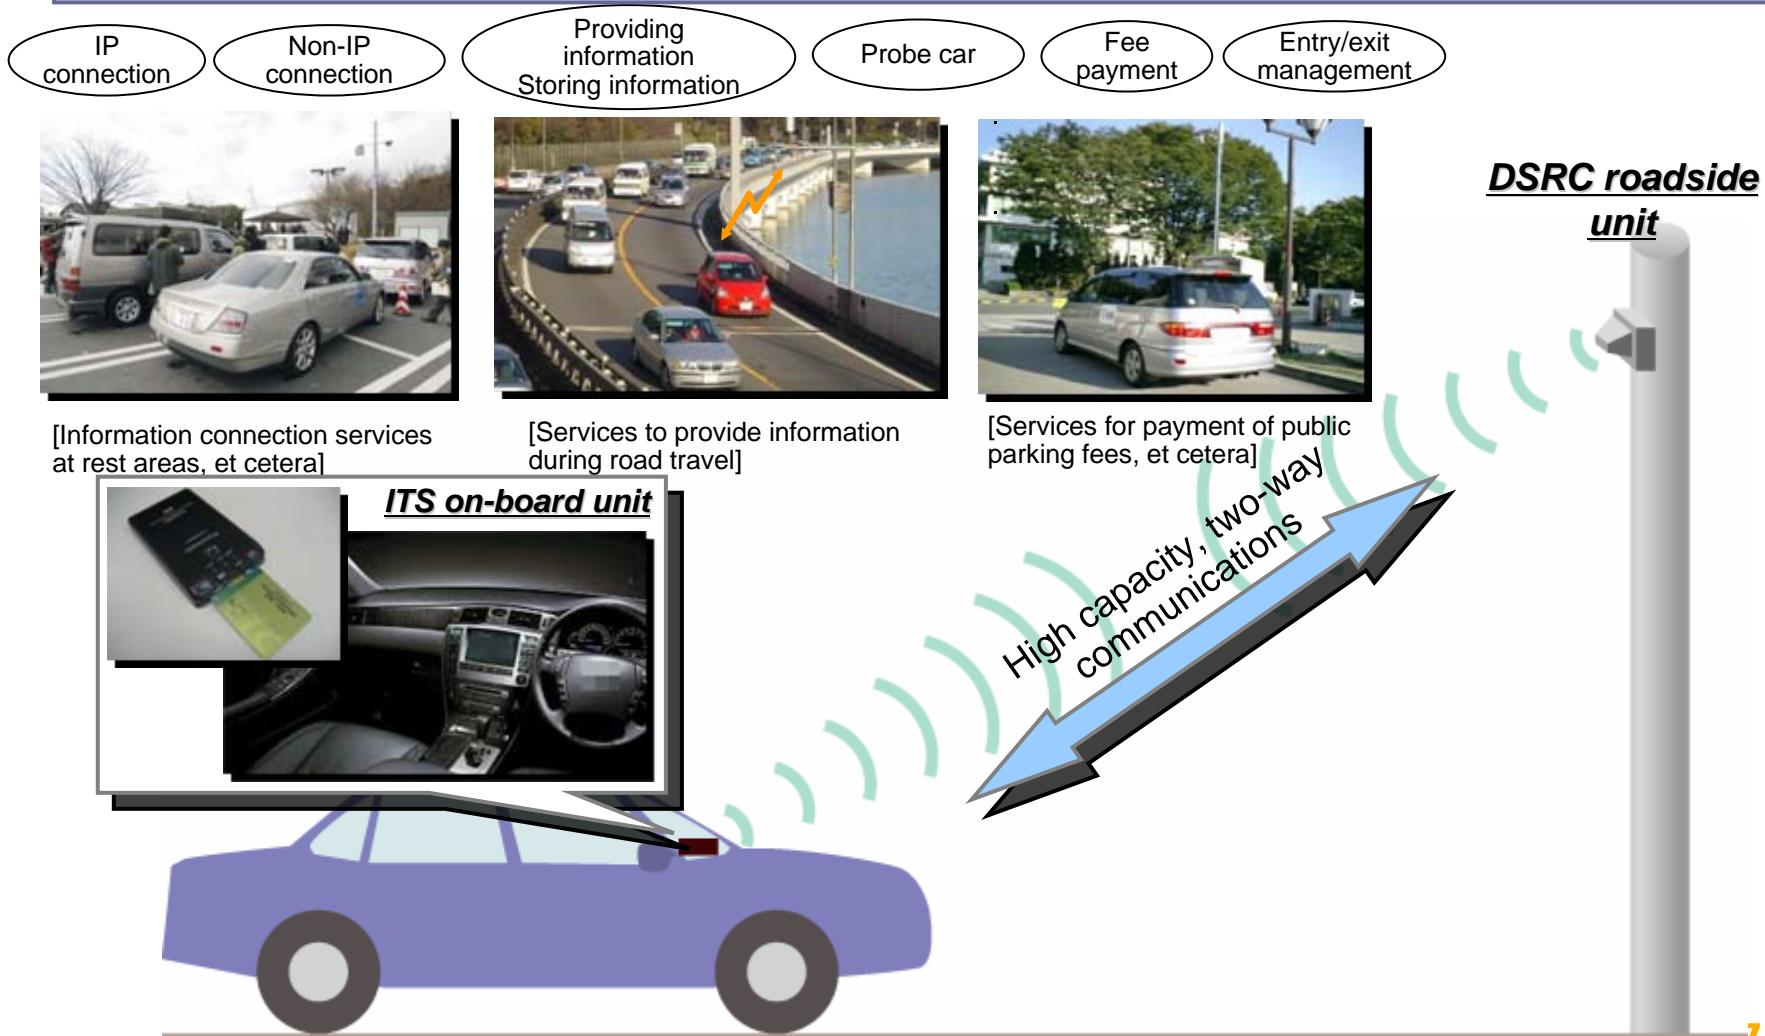 IP
connection
Non-IP
connection
Providing
information
Storing information
Probe car
Fee
payment
Entry/exit
management
DSRC roadside
unit
[Information connection services
at rest areas, et cetera]
[Services to provide information
during road travel]
[Services for payment of public
parking fees, et cetera]
ITS on-board unit
High capacity, two-way
communications
7